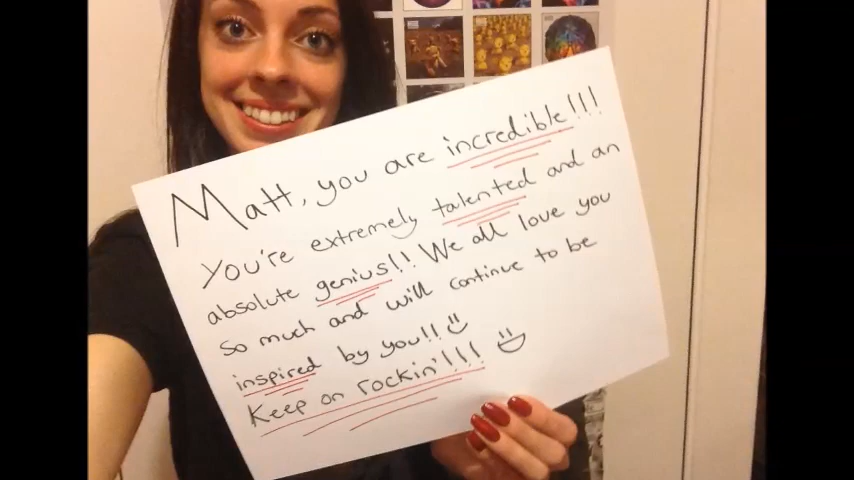 Matt, you are incredible!!!
You're extremely talented and an
absolute genius!! We all love you
so much and will continue to be
inspired by you!! :)
Keep on rockin'!!! :)